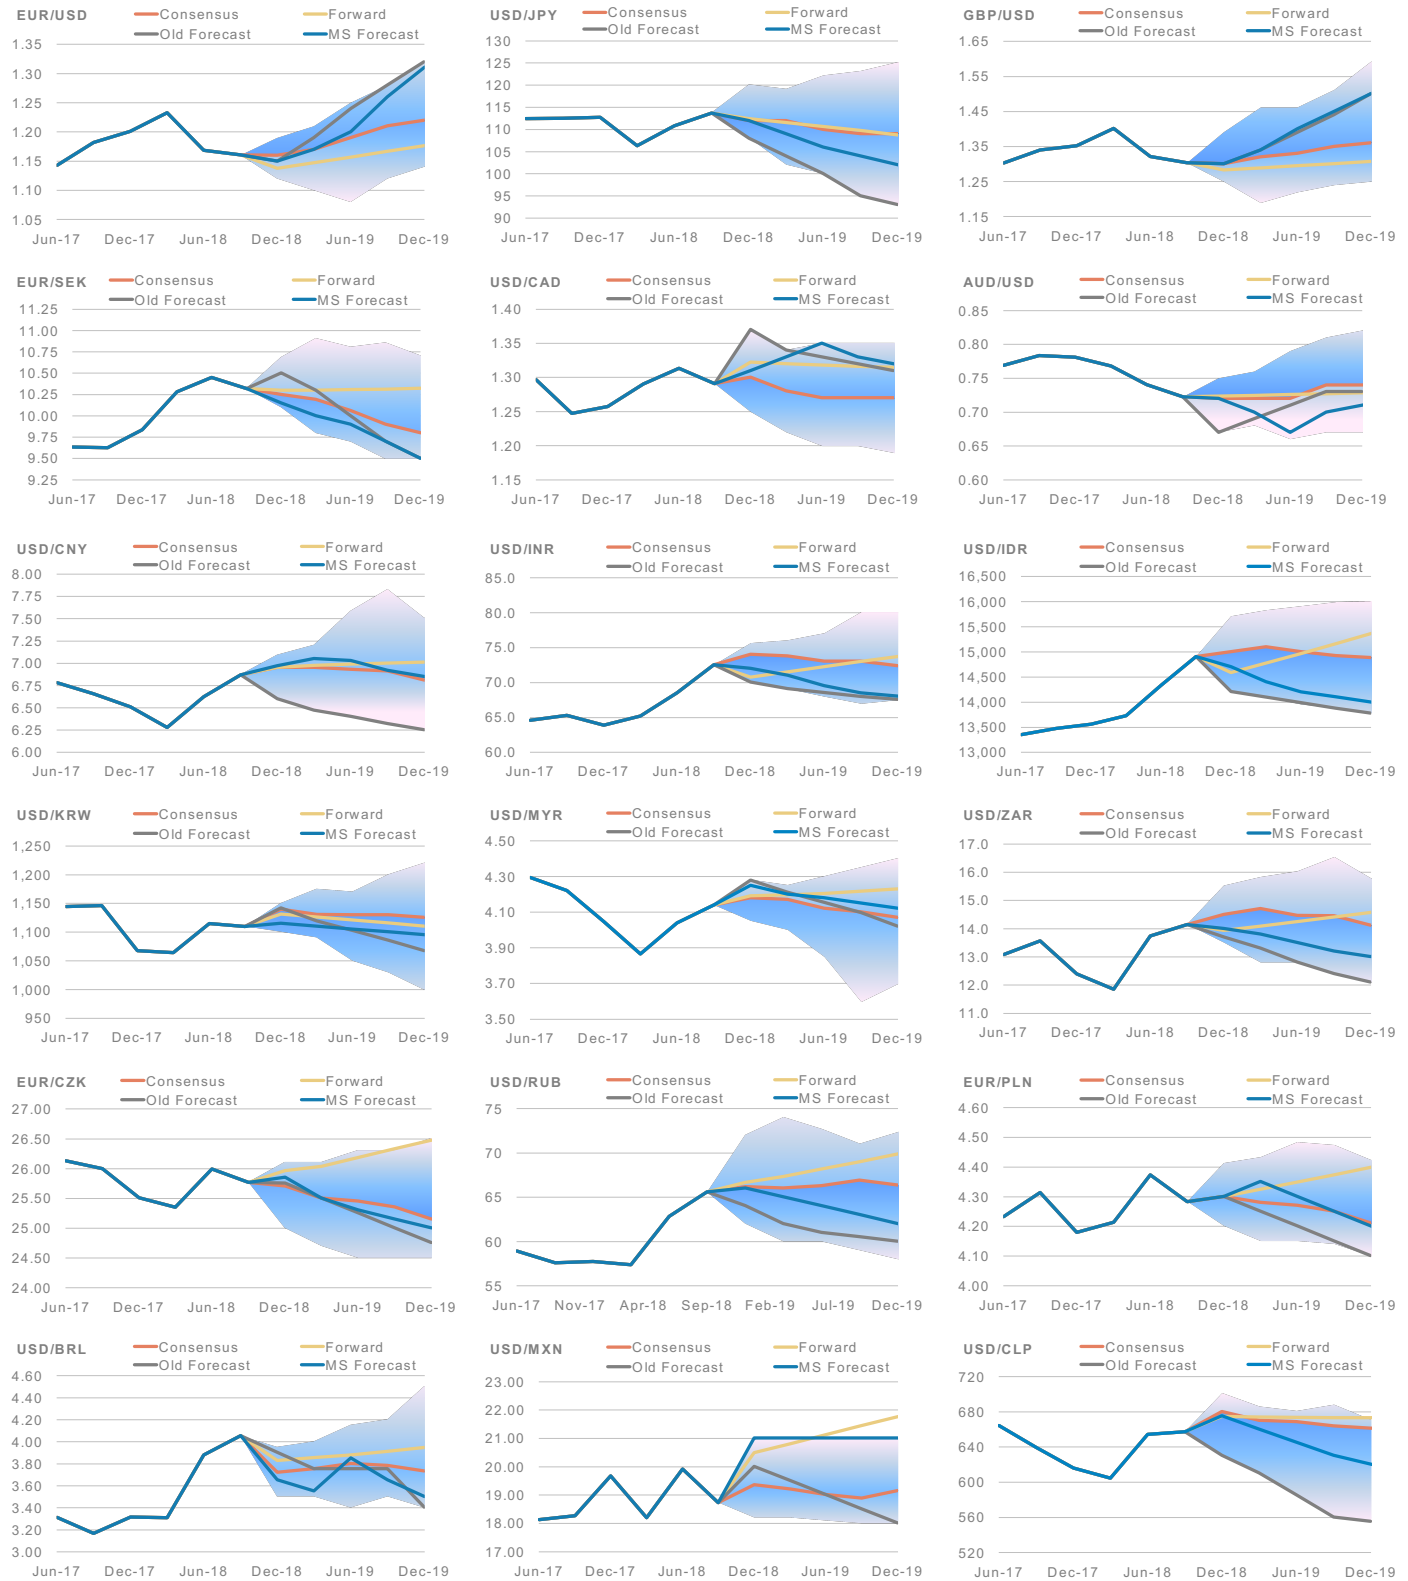 EUR/USD
Consensus Forward
Old Forecast MS Forecast
1.35
1.30
1.25
1.20
1.15
1.10
1.05
Jun-17 Dec-17 Jun-18 Dec-18 Jun-19 Dec-19
USD/JPY
Consensus Forward
Old Forecast MS Forecast
130
125
120
115
110
105
100
95
90
Jun-17 Dec-17 Jun-18 Dec-18 Jun-19 Dec-19
GBP/USD
Consensus Forward
Old Forecast MS Forecast
1.65
1.55
1.45
1.35
1.25
1.15
Jun-17 Dec-17 Jun-18 Dec-18 Jun-19 Dec-19
EUR/SEK
Consensus Forward
Old Forecast MS Forecast
11.25
11.00
10.75
10.50
10.25
10.00
9.75
9.50
9.25
Jun-17 Dec-17 Jun-18 Dec-18 Jun-19 Dec-19
USD/CAD
Consensus Forward
Old Forecast MS Forecast
1.40
1.35
1.30
1.25
1.20
1.15
Jun-17 Dec-17 Jun-18 Dec-18 Jun-19 Dec-19
AUD/USD
Consensus Forward
Old Forecast MS Forecast
0.85
0.80
0.75
0.70
0.65
0.60
Jun-17 Dec-17 Jun-18 Dec-18 Jun-19 Dec-19
USD/CNY
Consensus Forward
Old Forecast MS Forecast
8.00
7.75
7.50
7.25
7.00
6.75
6.50
6.25
6.00
Jun-17 Dec-17 Jun-18 Dec-18 Jun-19 Dec-19
USD/INR
Consensus Forward
Old Forecast MS Forecast
85.0
80.0
75.0
70.0
65.0
60.0
Jun-17 Dec-17 Jun-18 Dec-18 Jun-19 Dec-19
USD/IDR
Consensus Forward
Old Forecast MS Forecast
16,500
16,000
15,000
15,000
14,500
14,000
13,500
13,000
Jun-17 Dec-17 Jun-18 Dec-18 Jun-19 Dec-19
USD/KRW
Consensus Forward
Old Forecast MS Forecast
1,250
1,200
1,150
1,100
1,050
1,000
950
Jun-17 Dec-17 Jun-18 Dec-18 Jun-19 Dec-19
USD/MYR
Consensus Forward
Old Forecast MS Forecast
4.50
4.30
4.10
3.90
3.70
3.50
Jun-17 Dec-17 Jun-18 Dec-18 Jun-19 Dec-19
USD/ZAR
Consensus Forward
Old Forecast MS Forecast
17.0
16.0
15.0
14.0
13.0
12.0
11.0
Jun-17 Dec-17 Jun-18 Dec-18 Jun-19 Dec-19
EUR/CZK
Consensus Forward
Old Forecast MS Forecast
27.00
26.50
26.00
25.50
25.00
24.50
24.00
Jun-17 Dec-17 Jun-18 Dec-18 Jun-19 Dec-19
USD/RUB
Consensus Forward
Old Forecast MS Forecast
75
70
65
60
55
Jun-17 Nov-17 Apr-18 Sep-18 Feb-19 Jul-19 Dec-19
EUR/PLN
Consensus Forward
Old Forecast MS Forecast
4.60
4.50
4.40
4.30
4.20
4.10
4.00
Jun-17 Dec-17 Jun-18 Dec-18 Jun-19 Dec-19
USD/BRL
Consensus Forward
Old Forecast MS Forecast
4.60
4.40
4.20
4.00
3.80
3.60
3.40
3.20
3.00
Jun-17 Dec-17 Jun-18 Dec-18 Jun-19 Dec-19
USD/MXN
Consensus Forward
Old Forecast MS Forecast
23.00
22.00
21.00
20.00
19.00
18.00
17.00
Jun-17 Dec-17 Jun-18 Dec-18 Jun-19 Dec-19
USD/CLP
Consensus Forward
Old Forecast MS Forecast
720
680
640
600
560
520
Jun-17 Dec-17 Jun-18 Dec-18 Jun-19 Dec-19